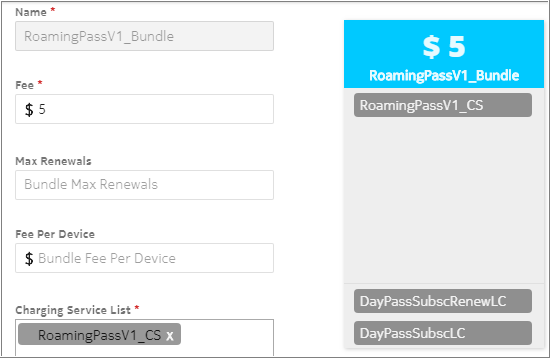 Name *
RoamingPassV1_Bundle
Fee *
$ 5
Max Renewals
Bundle Max Renewals
Fee Per Device
$ Bundle Fee Per Device
Charging Service List *
RoamingPassV1_CS x
$ 5
RoamingPassV1_Bundle
RoamingPassV1_CS
DayPassSubscRenewLC
DayPassSubscLC